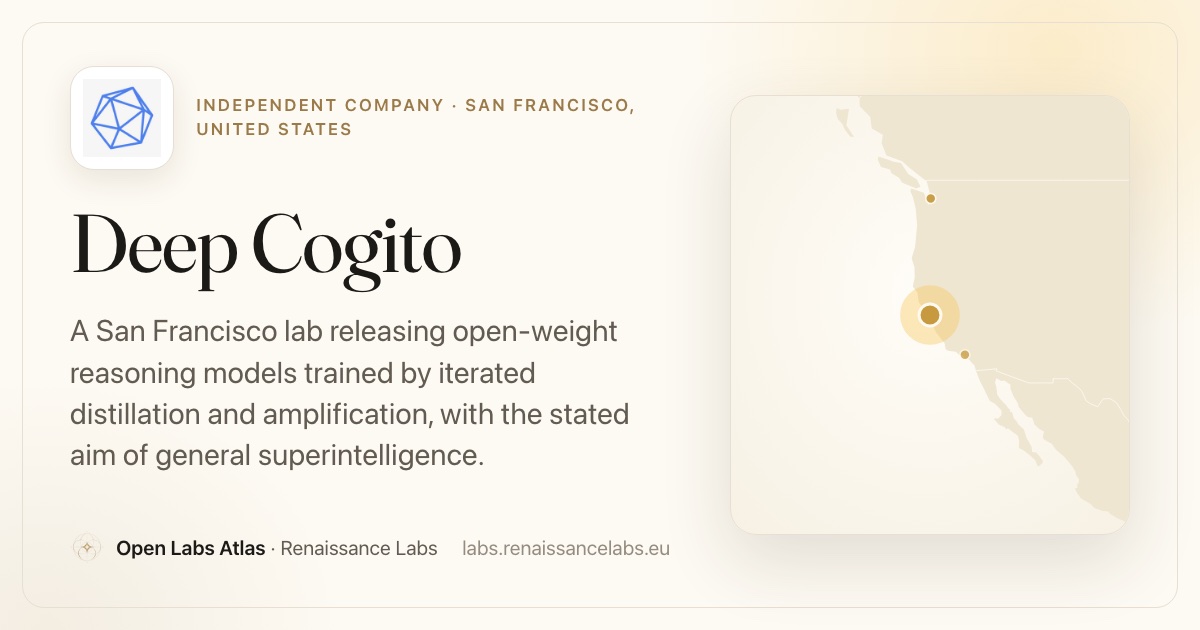 INDEPENDENT COMPANY · SAN FRANCISCO,
UNITED STATES
Deep Cogito
A San Francisco lab releasing open-weight
reasoning models trained by iterated
distillation and amplification, with the stated
aim of general superintelligence.
Open Labs Atlas · Renaissance Labs labs.renaissancelabs.eu